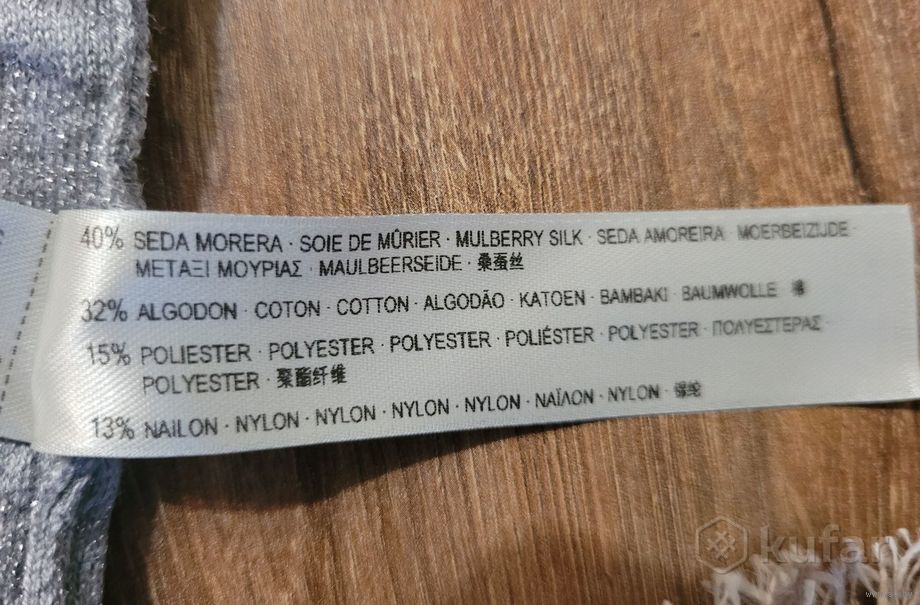 40% SEDA MORERA · SOIE DE MÛRIER · MULBERRY SILK · SEDA AMOREIRA · MOERBEIZIJDE ·
ΜΕΤΑΞΙ ΜΟΥΡΙΑΣ · MAULBEERSEIDE · 桑蚕丝
32% ALGODON · COTON · COTTON · ALGODÃO · KATOEN · BAMBAKI · BAUMWOLLE · 棉
15% POLIESTER · POLYESTER · POLYESTER · POLIÉSTER · POLYESTER · ΠΟΛΥΕΣΤΕΡΑΣ ·
POLYESTER · 聚酯纤维
13% NAILON · NYLON · NYLON · NYLON · NYLON · ΝΑΪΛΟΝ · NYLON · 锦纶
kufar